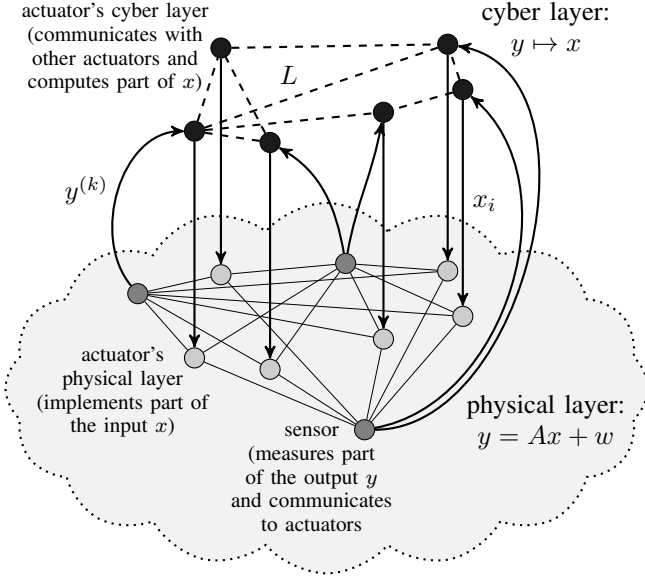 actuator's cyber layer
(communicates with
other actuators and
computes part of x)
cyber layer:
y ↦ x
L
y^{(k)}
x_i
actuator's
physical layer
(implements part of
the input x)
sensor
(measures part
of the output y
and communicates
to actuators
physical layer:
y = Ax + w